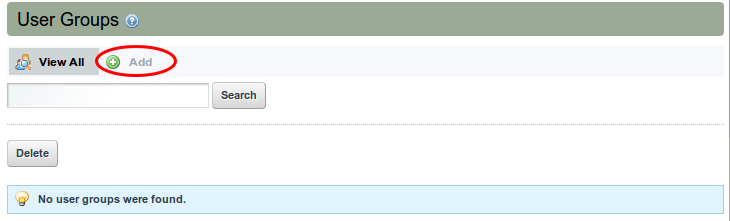 User Groups
View All Add
Search
Delete
No user groups were found.